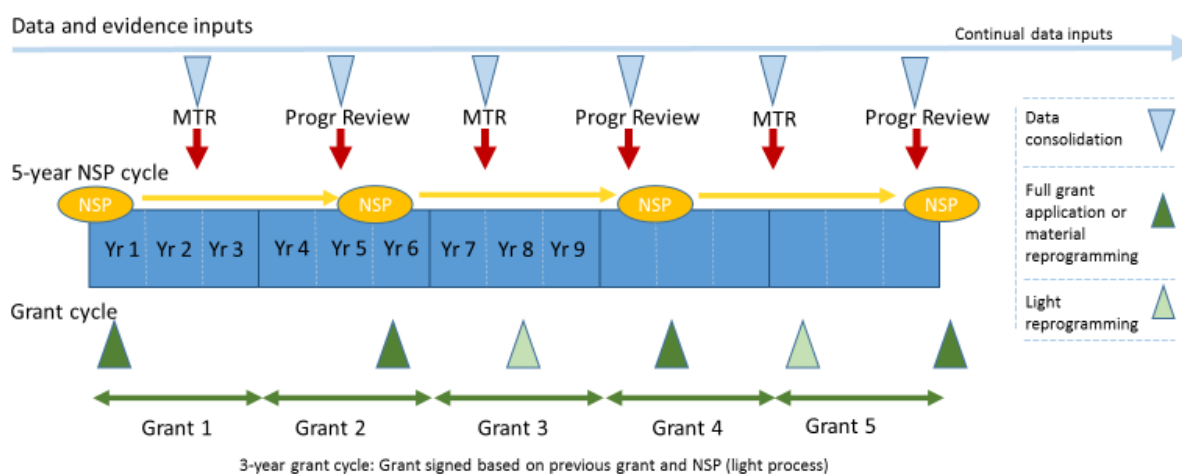 Data and evidence inputs
Continual data inputs
MTR
Progr Review
MTR
Progr Review
MTR
Progr Review
Data
consolidation
5-year NSP cycle
Full grant
application or
material
reprogramming
NSP
NSP
NSP
NSP
Yr 1
Yr 2
Yr 3
Yr 4
Yr 5
Yr 6
Yr 7
Yr 8
Yr 9
Light
reprogramming
Grant cycle
Grant 1
Grant 2
Grant 3
Grant 4
Grant 5
3-year grant cycle: Grant signed based on previous grant and NSP (light process)